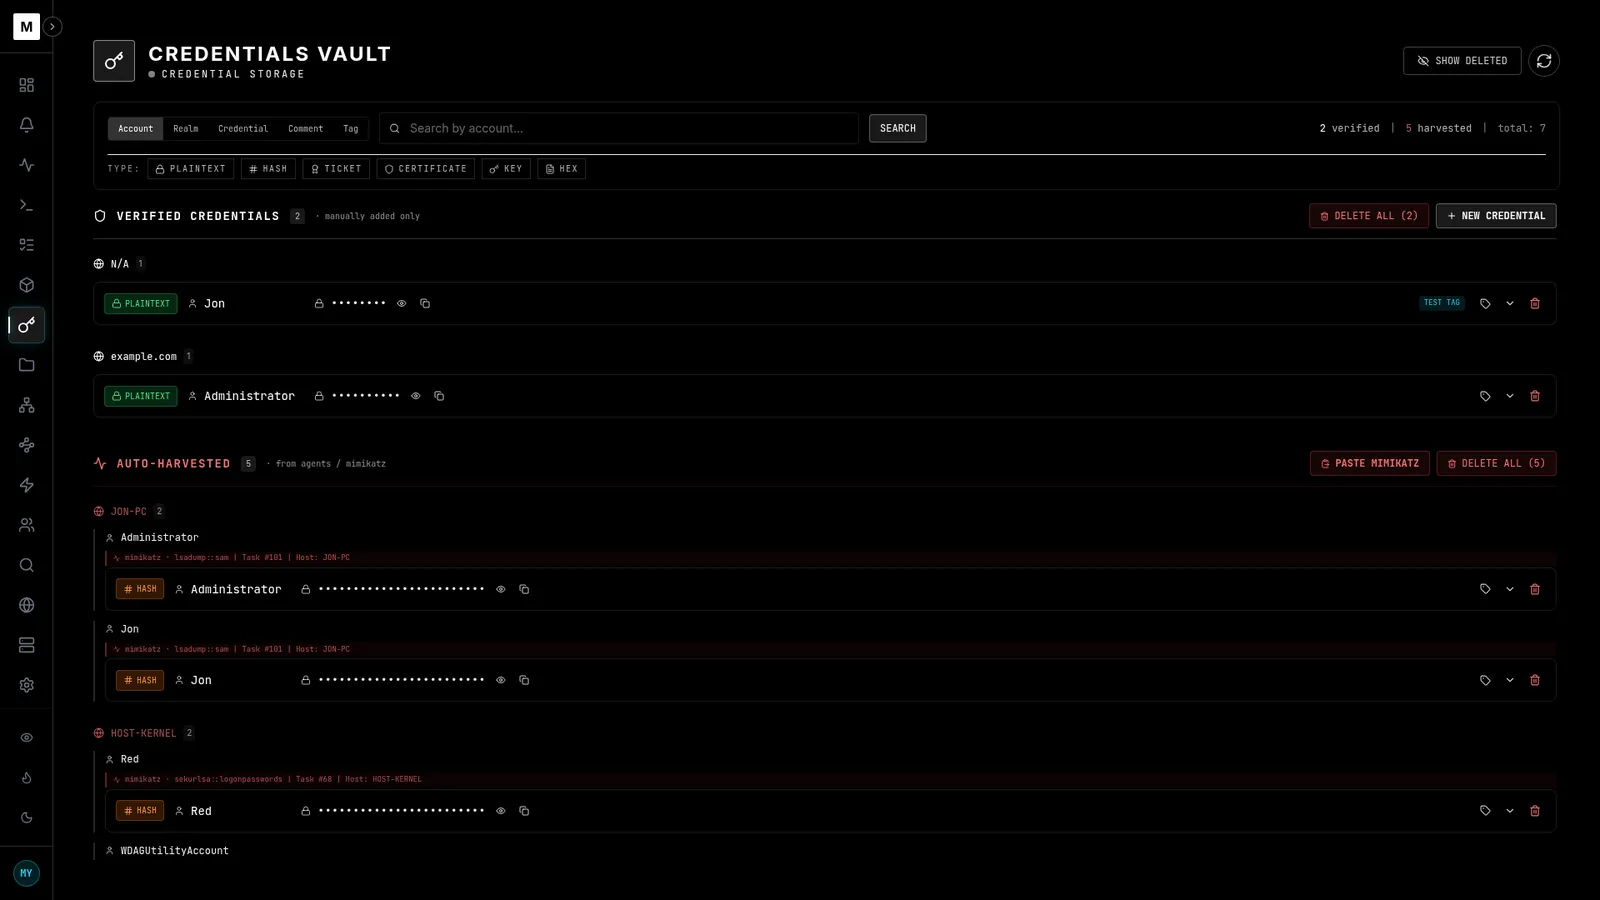 M
CREDENTIALS VAULT
CREDENTIAL STORAGE
SHOW DELETED
Account Realm Credential Comment Tag
Search by account...
SEARCH
2 verified | 5 harvested | total: 7
TYPE: PLAINTEXT # HASH TICKET CERTIFICATE KEY HEX
VERIFIED CREDENTIALS 2 · manually added only
DELETE ALL (2)
+ NEW CREDENTIAL
N/A 1
PLAINTEXT Jon ••••••••
TEST TAG
example.com 1
PLAINTEXT Administrator ••••••••••
AUTO-HARVESTED 5 · from agents / mimikatz
PASTE MIMIKATZ
DELETE ALL (5)
JON-PC 2
Administrator
mimikatz · lsadump::sam | Task #101 | Host: JON-PC
# HASH Administrator ••••••••••••••••••••••••
Jon
mimikatz · lsadump::sam | Task #101 | Host: JON-PC
# HASH Jon ••••••••••••••••••••••••
HOST-KERNEL 2
Red
mimikatz · sekurlsa::logonpasswords | Task #68 | Host: HOST-KERNEL
# HASH Red ••••••••••••••••••••••••
WDAGUtilityAccount
MY